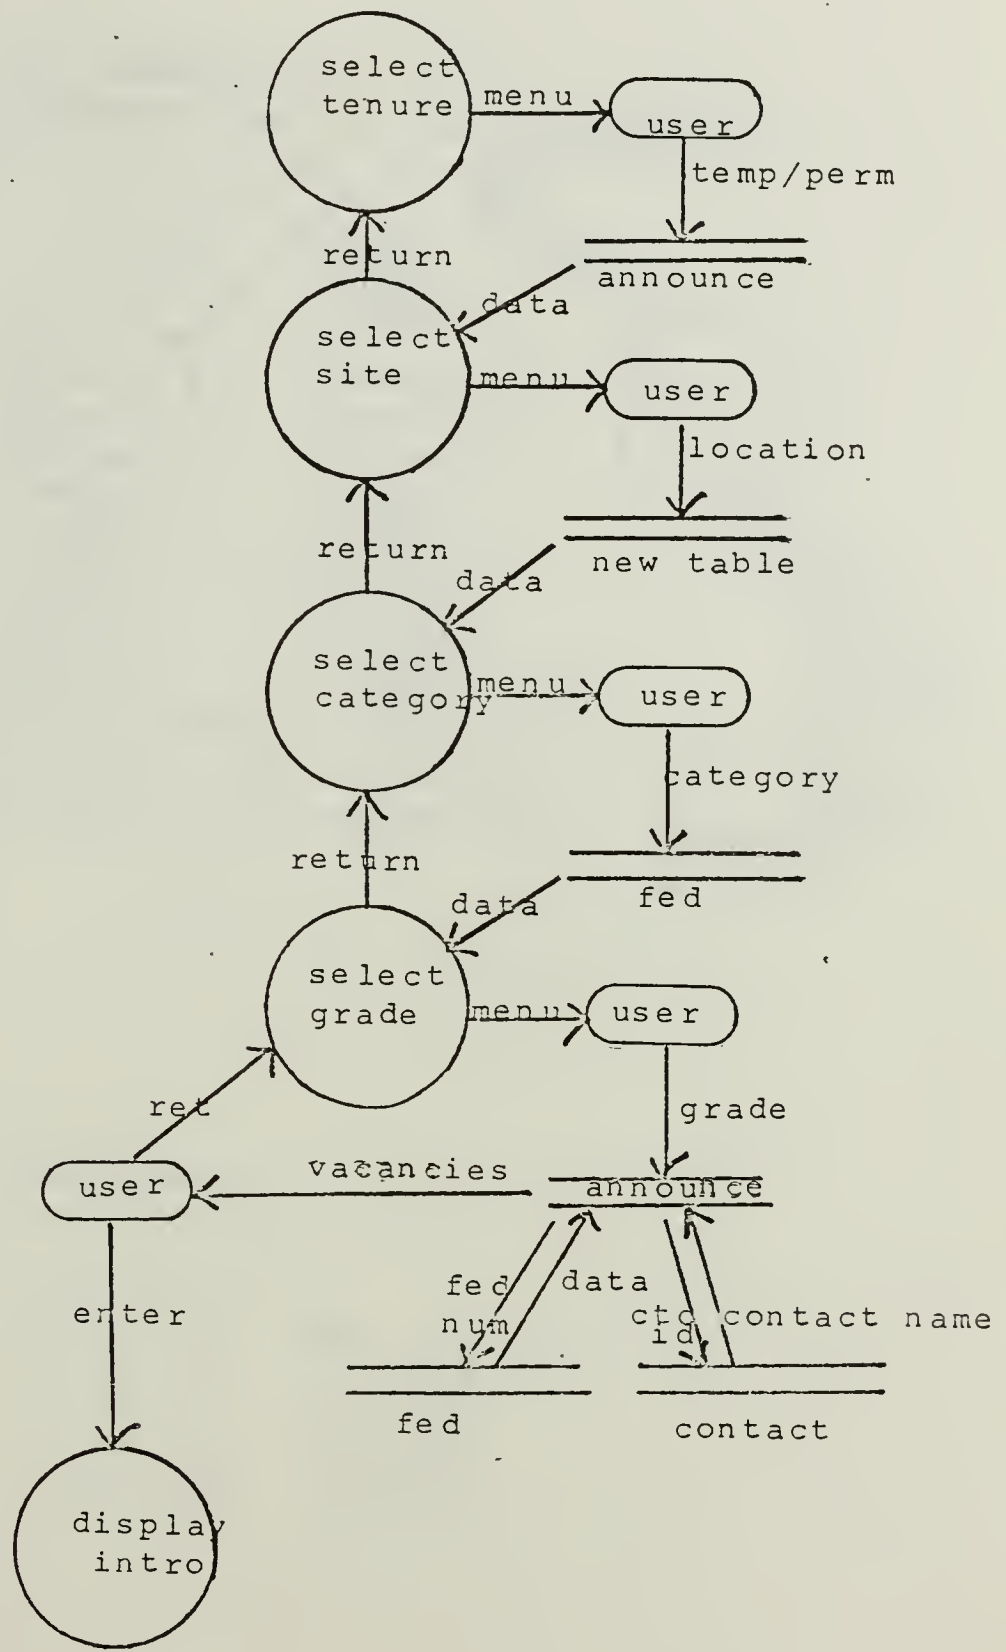 select
tenure
menu
user
temp/perm
announce
return
data
select
site
menu
user
location
new table
return
data
select
category
menu
user
category
fed
return
data
select
grade
menu
user
grade
ret
user
vacancies
announce
enter
fed
num
data
ctc
id
contact name
fed
contact
display
intro